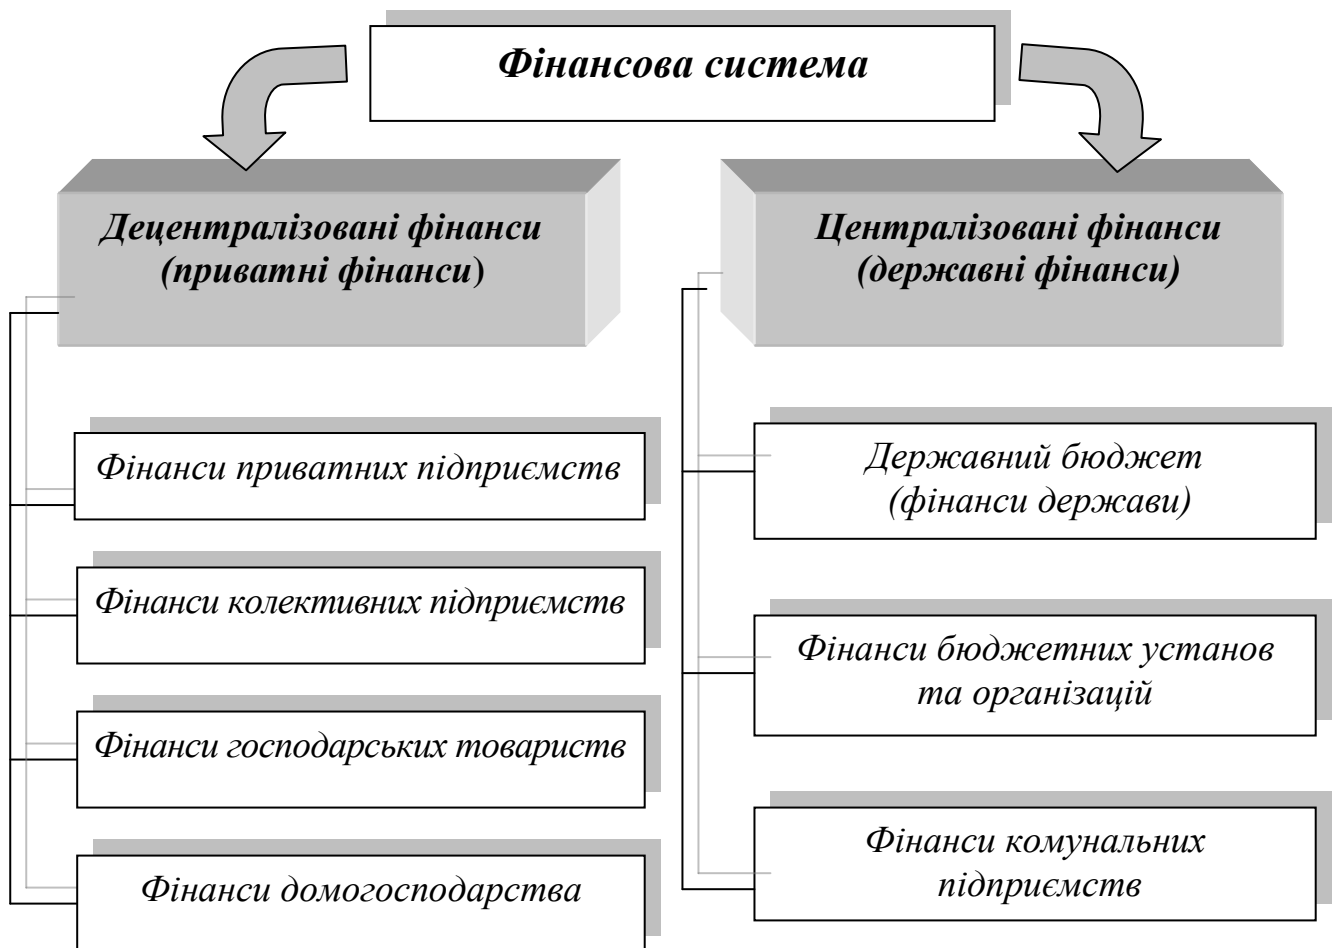 Фінансова система
Децентралізовані фінанси
(приватні фінанси)
Фінанси приватних підприємств
Фінанси колективних підприємств
Фінанси господарських товариств
Фінанси домогосподарства
Централізовані фінанси
(державні фінанси)
Державний бюджет
(фінанси держави)
Фінанси бюджетних установ
та організацій
Фінанси комунальних
підприємств